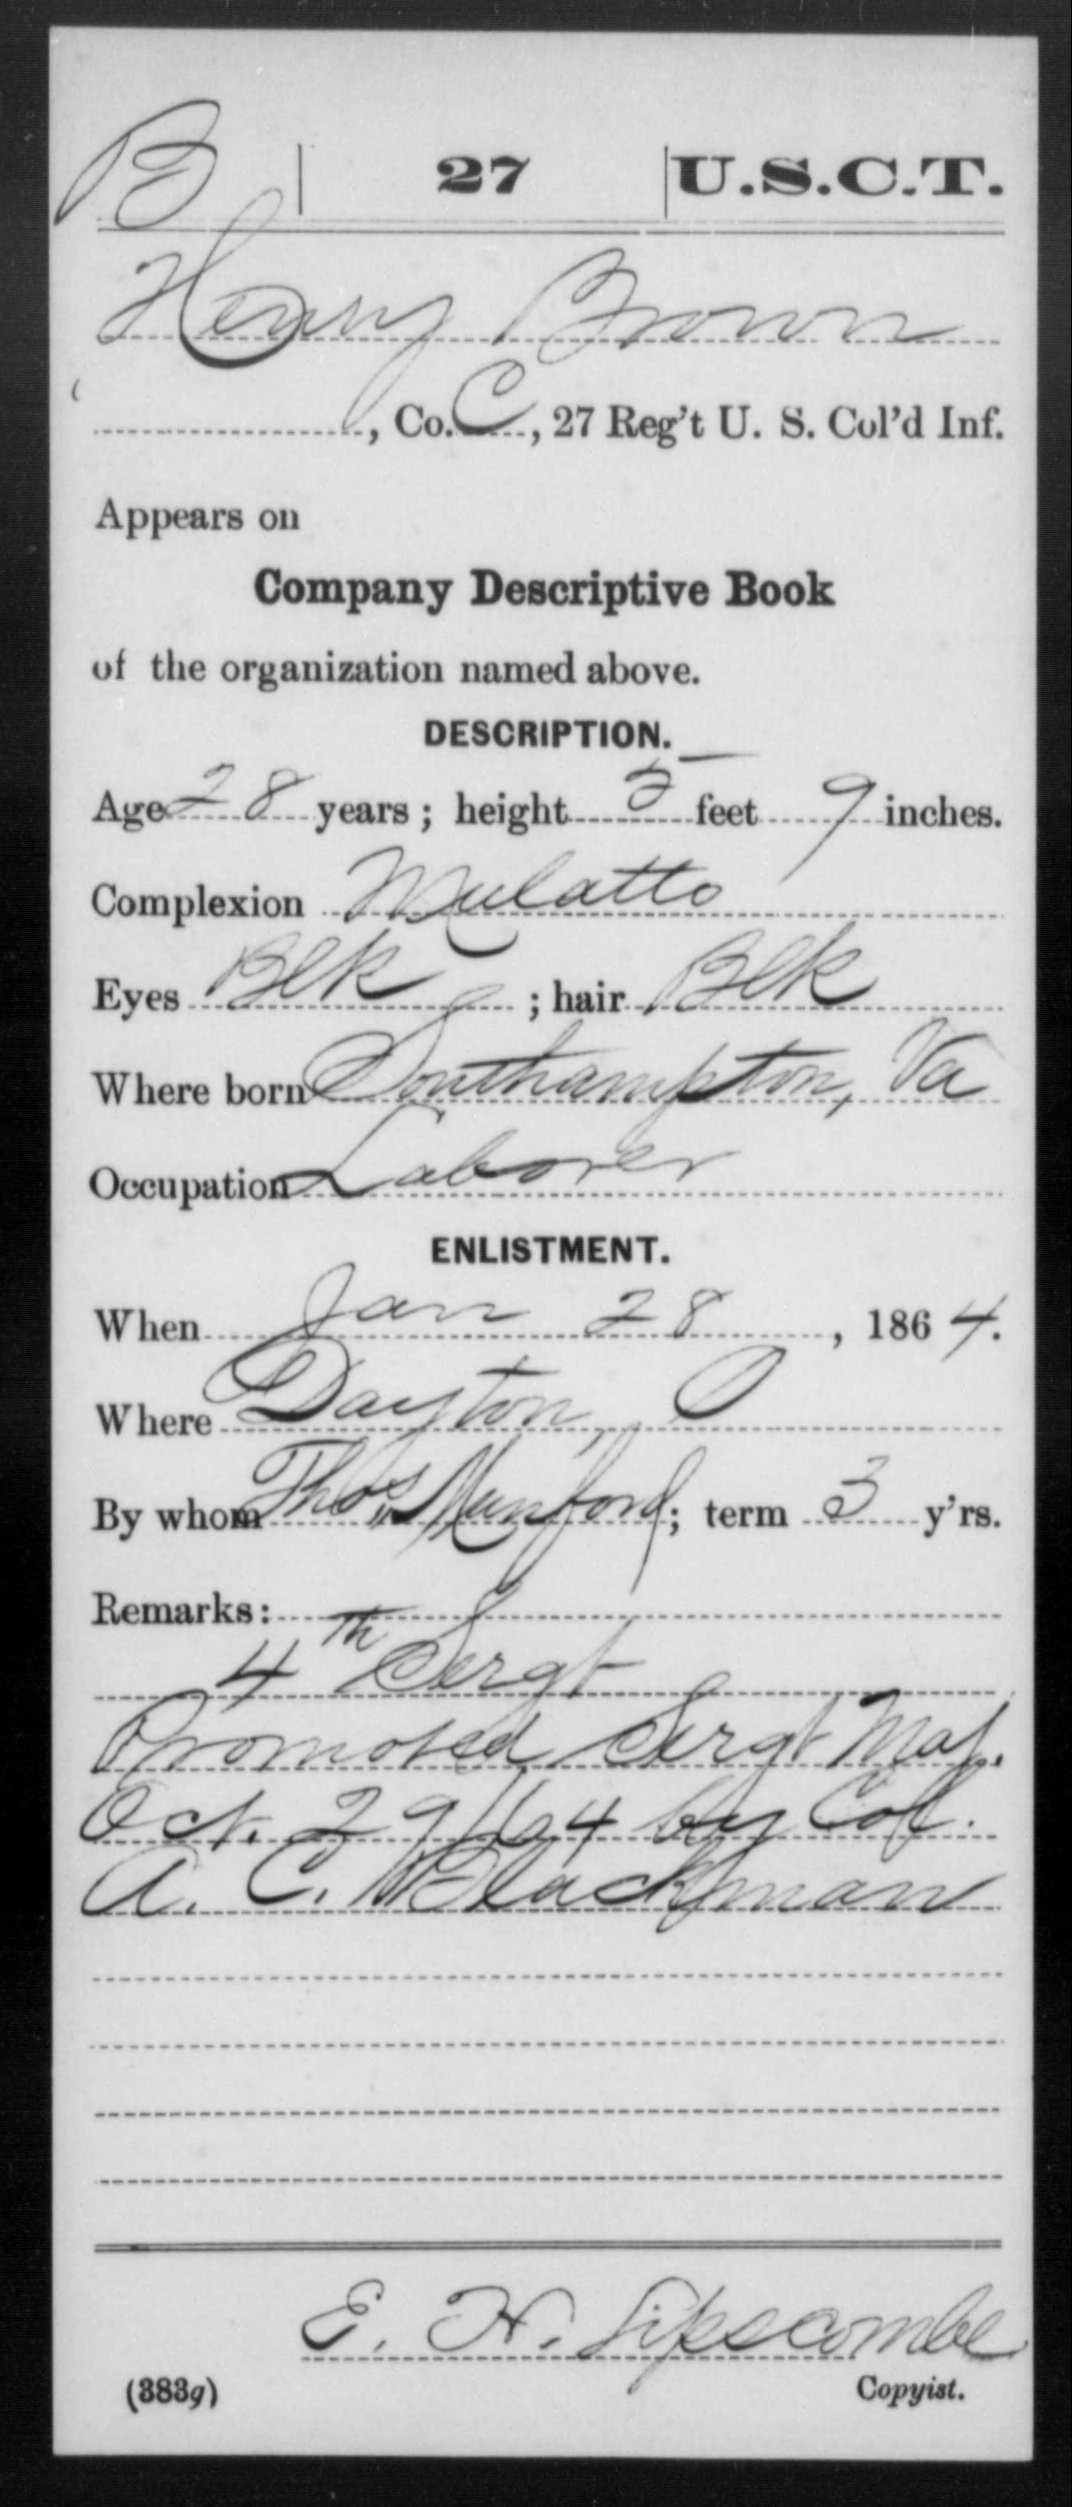 B | 27 | U.S.C.T.
Henry Brown
, Co. C, 27 Reg't U. S. Col'd Inf.
Appears on
Company Descriptive Book
of the organization named above.
DESCRIPTION.
Age 28 years; height 5 feet 9 inches.
Complexion Mulatto
Eyes Blk ; hair Blk
Where born Southampton, Va
Occupation Laborer
ENLISTMENT.
When Jan 28, 1864.
Where Dayton, O
By whom Thos. Munford; term 3 y'rs.
Remarks:
4th Sergt
Promoted Sergt Maj.
Oct. 29/64 by Col.
A. C. Blackman
E. H. Lipscombe
(383g) Copyist.